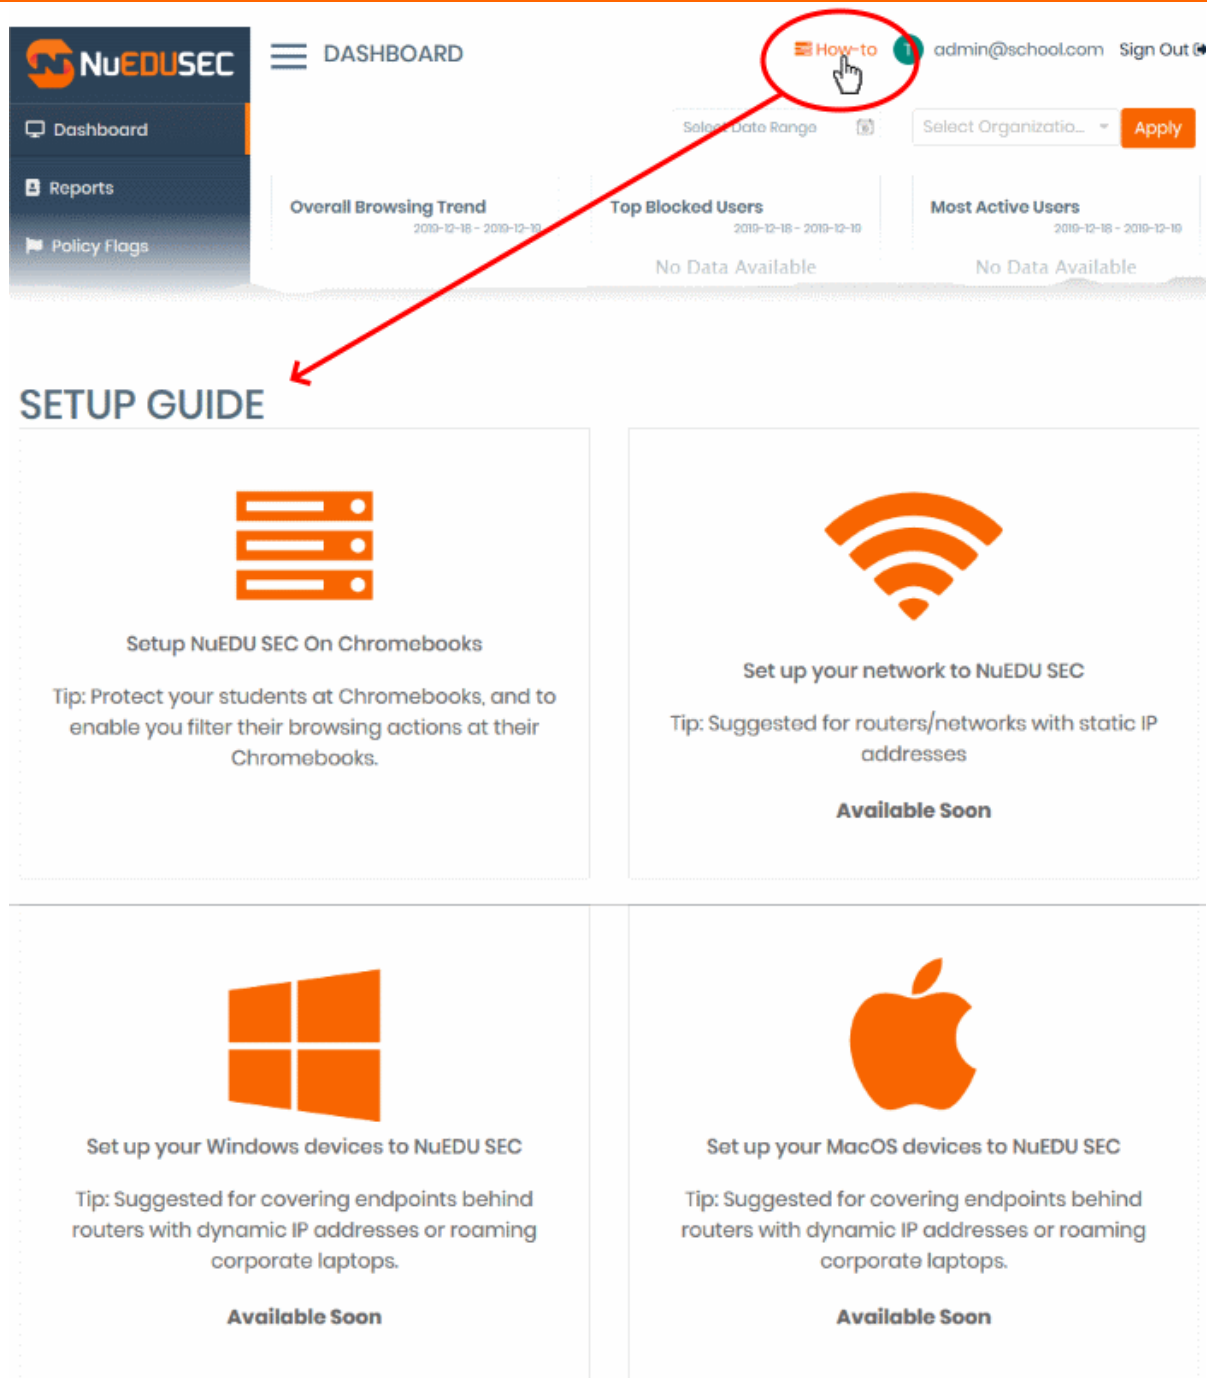 NuEDUSEC
DASHBOARD
How-to
T
admin@school.com
Sign Out
Dashboard
Select Date Range
Select Organizatio...
Apply
Reports
Policy Flags
Overall Browsing Trend
2019-12-18 - 2019-12-19
Top Blocked Users
2019-12-18 - 2019-12-19
No Data Available
Most Active Users
2019-12-18 - 2019-12-19
No Data Available
SETUP GUIDE
Setup NuEDU SEC On Chromebooks
Tip: Protect your students at Chromebooks, and to
enable you filter their browsing actions at their
Chromebooks.
Set up your network to NuEDU SEC
Tip: Suggested for routers/networks with static IP
addresses
Available Soon
Set up your Windows devices to NuEDU SEC
Tip: Suggested for covering endpoints behind
routers with dynamic IP addresses or roaming
corporate laptops.
Available Soon
Set up your MacOS devices to NuEDU SEC
Tip: Suggested for covering endpoints behind
routers with dynamic IP addresses or roaming
corporate laptops.
Available Soon